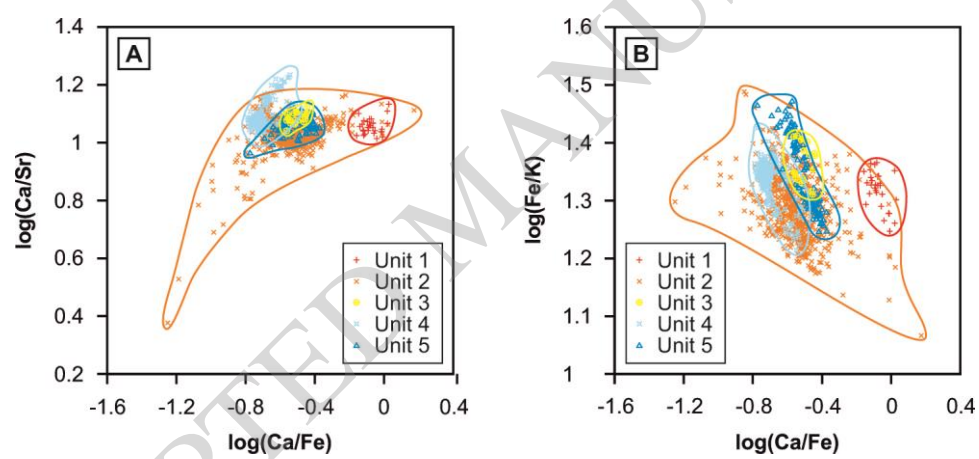 A
1.4
1.2
1
0.8
0.6
0.4
0.2
log(Ca/Sr)
-1.6
-1.2
-0.8
-0.4
0
0.4
log(Ca/Fe)
Unit 1
Unit 2
Unit 3
Unit 4
Unit 5
B
1.6
1.5
1.4
1.3
1.2
1.1
1
log(Fe/K)
-1.6
-1.2
-0.8
-0.4
0
0.4
log(Ca/Fe)
Unit 1
Unit 2
Unit 3
Unit 4
Unit 5
RTED MANUS